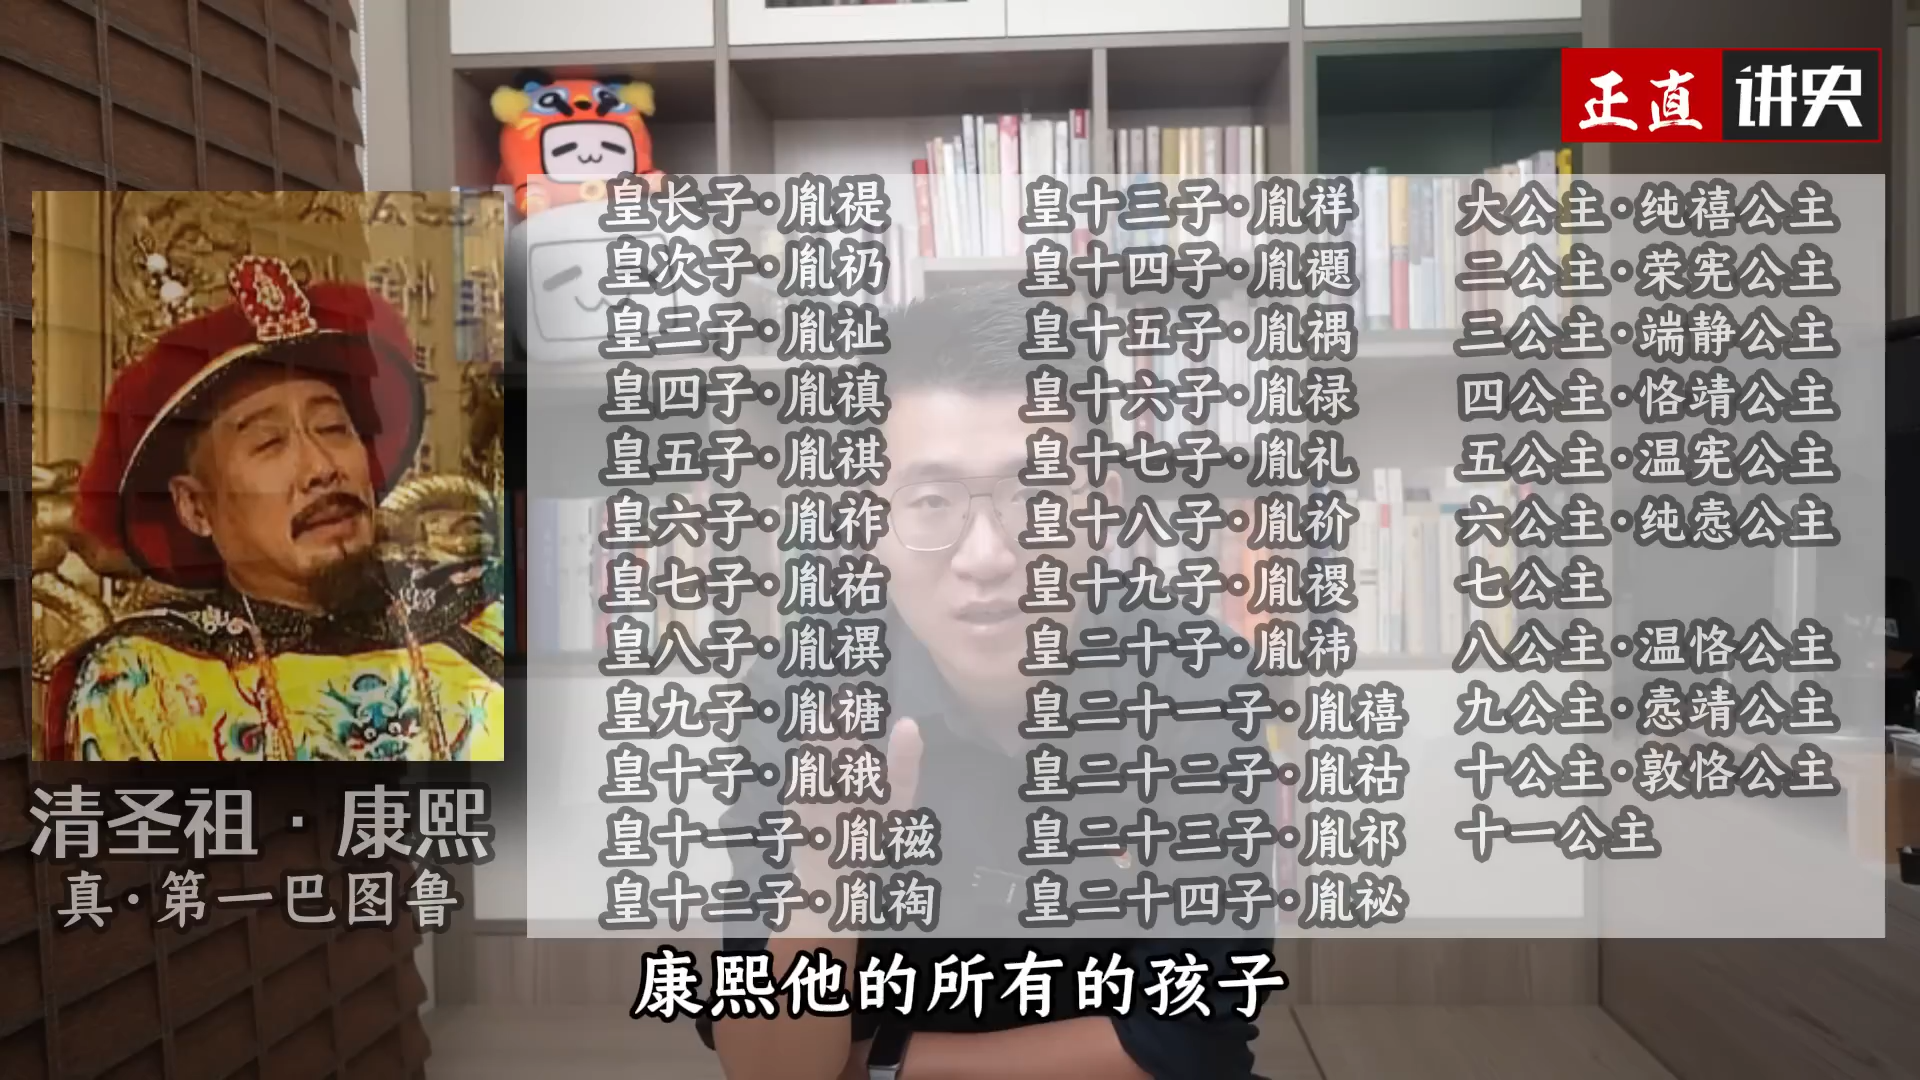 正直讲史
皇长子·胤禔
皇次子·胤礽
皇三子·胤祉
皇四子·胤禛
皇五子·胤祺
皇六子·胤祚
皇七子·胤祐
皇八子·胤禩
皇九子·胤禟
皇十子·胤䄉
皇十一子·胤禌
皇十二子·胤祹
皇十三子·胤祥
皇十四子·胤禵
皇十五子·胤禑
皇十六子·胤禄
皇十七子·胤礼
皇十八子·胤祄
皇十九子·胤禝
皇二十子·胤祎
皇二十一子·胤禧
皇二十二子·胤祜
皇二十三子·胤祁
皇二十四子·胤祕
大公主·纯禧公主
二公主·荣宪公主
三公主·端静公主
四公主·恪靖公主
五公主·温宪公主
六公主·纯悫公主
七公主
八公主·温恪公主
九公主·悫靖公主
十公主·敦恪公主
十一公主
清圣祖·康熙
真·第一巴图鲁
康熙他的所有的孩子